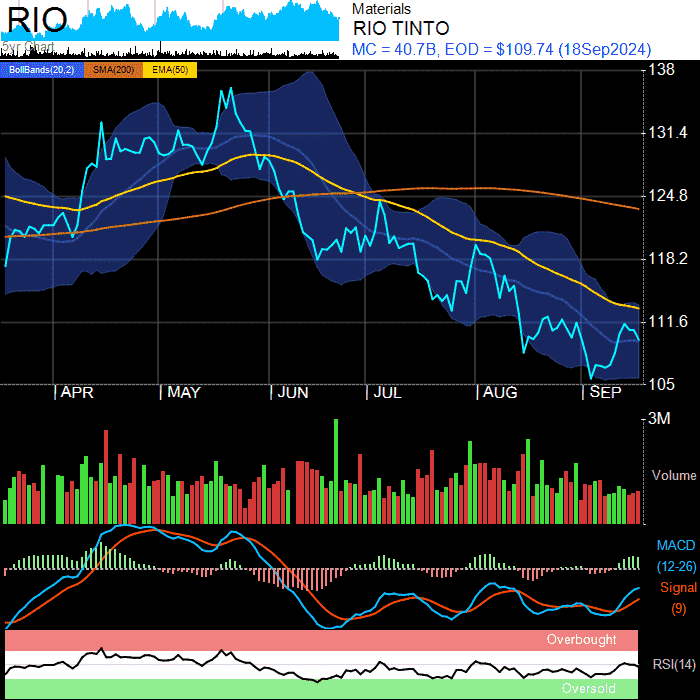 RIO
5yr Chart
Materials
RIO TINTO
MC = 40.7B, EOD = $109.74 (18Sep2024)
BollBands(20,2) SMA(200) EMA(50)
138
131.4
124.8
118.2
111.6
105
APR MAY JUN JUL AUG SEP
3M
Volume
MACD
(12-26)
Signal
(9)
Overbought
RSI(14)
Oversold